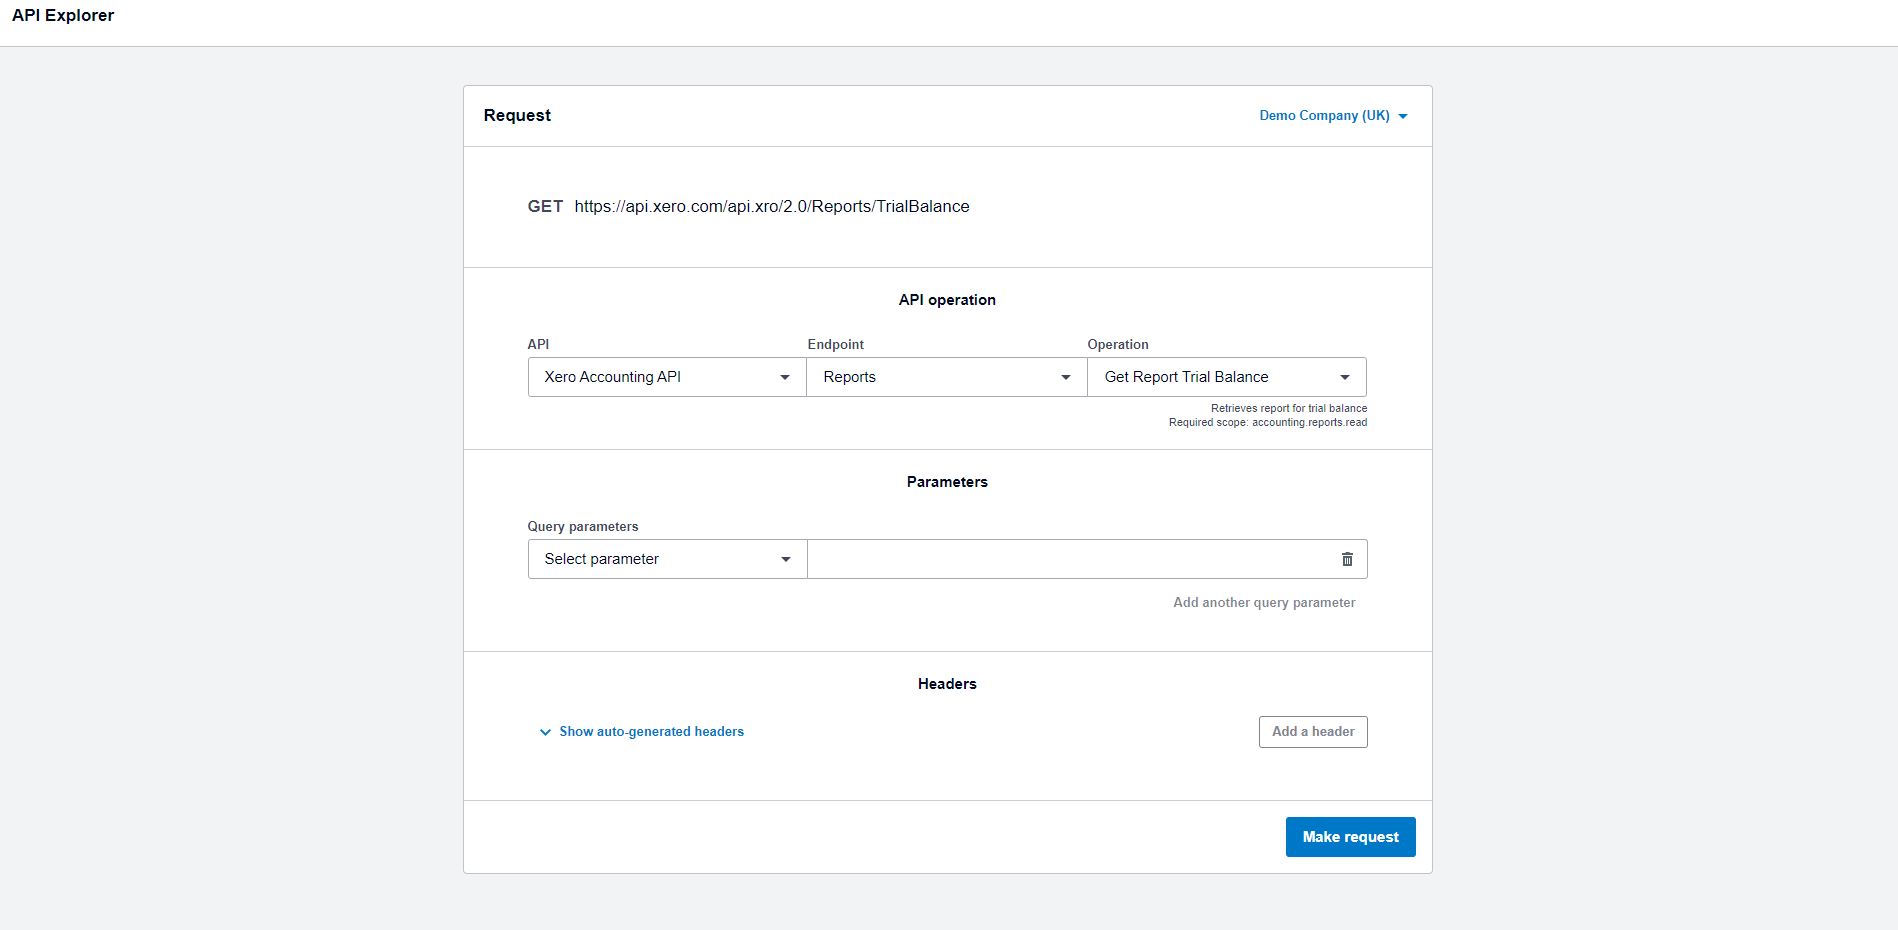 API Explorer
Request
Demo Company (UK)
GET https://api.xero.com/api.xro/2.0/Reports/TrialBalance
API operation
API Endpoint Operation
Xero Accounting API Reports Get Report Trial Balance
Retrieves report for trial balance
Required scope: accounting.reports.read
Parameters
Query parameters
Select parameter
Add another query parameter
Headers
Show auto-generated headers
Add a header
Make request